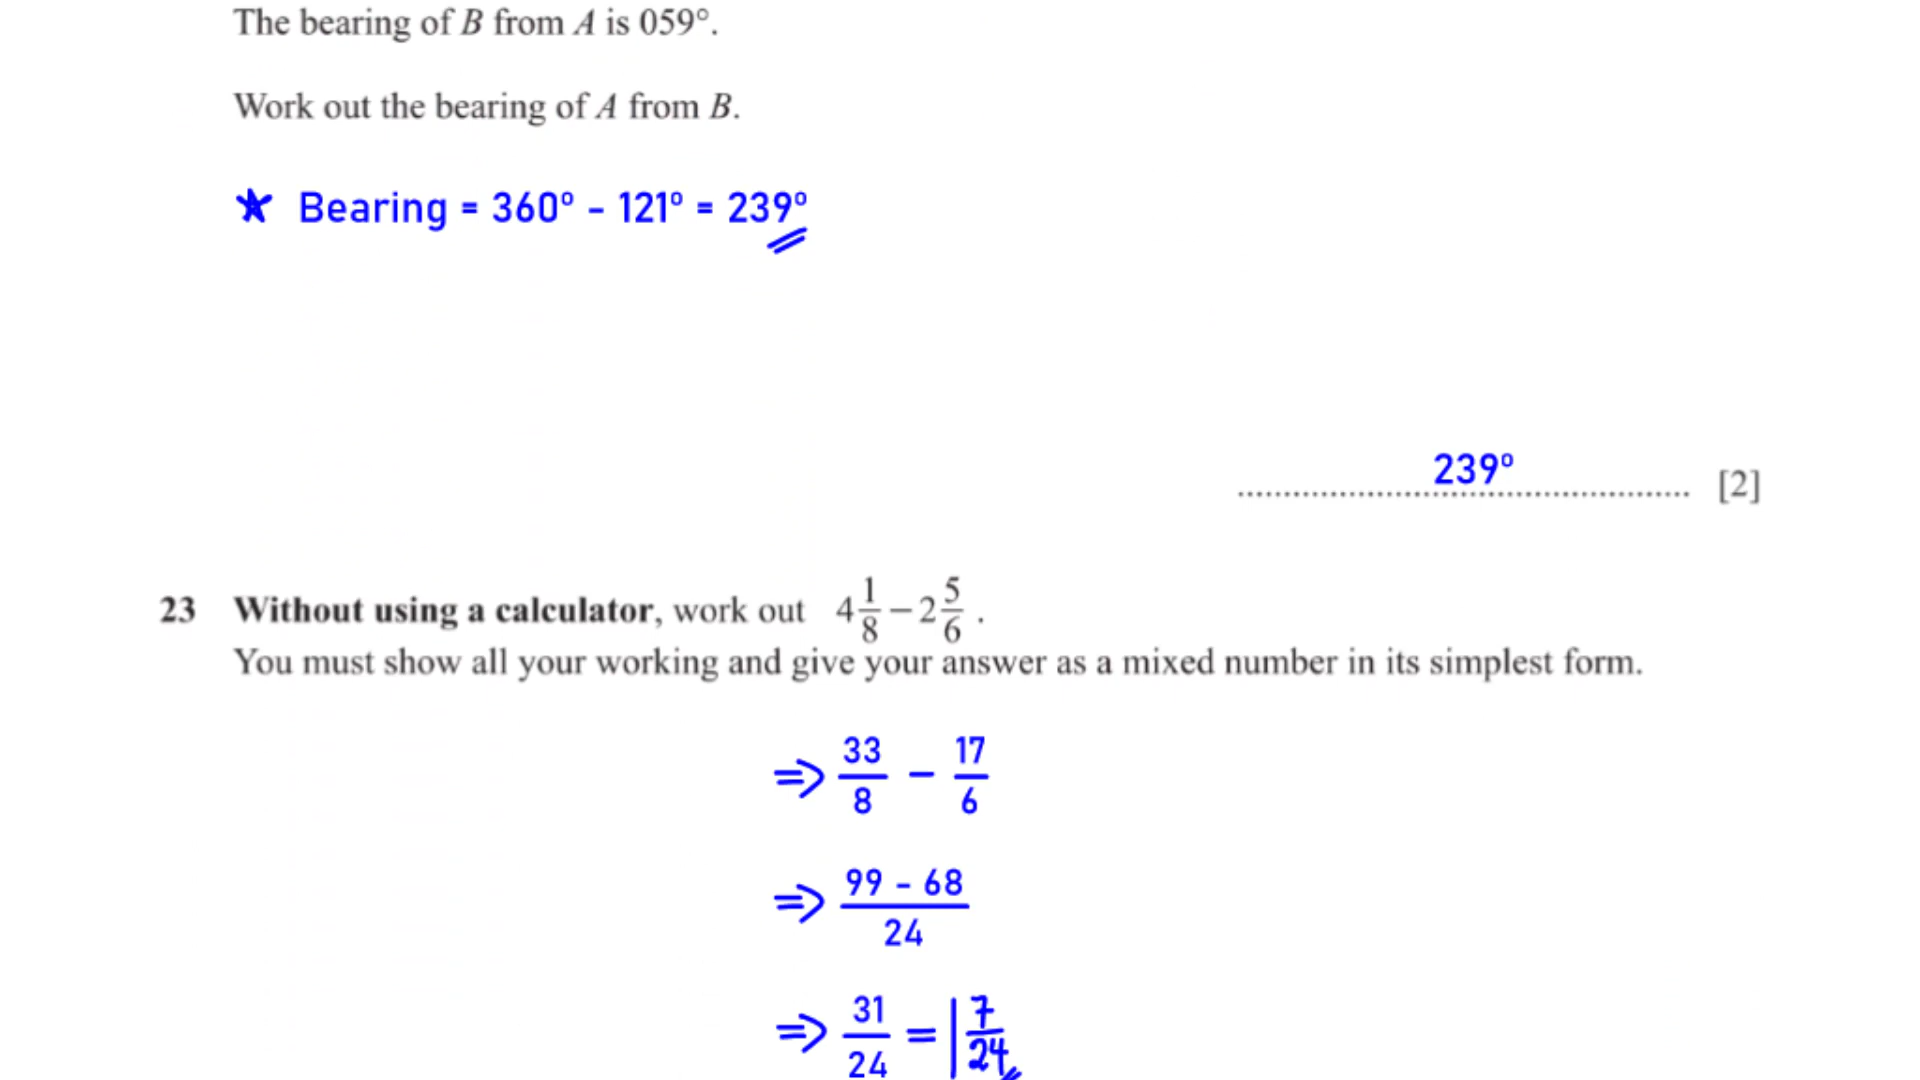 The bearing of B from A is 059°.
Work out the bearing of A from B.
★ Bearing = 360° - 121° = 239°
239°
.................................................. [2]
23 Without using a calculator, work out 4 1/8 − 2 5/6 .
You must show all your working and give your answer as a mixed number in its simplest form.
⇒ 33/8 − 17/6
⇒ 99 - 68 / 24
⇒ 31/24 = 1 7/24